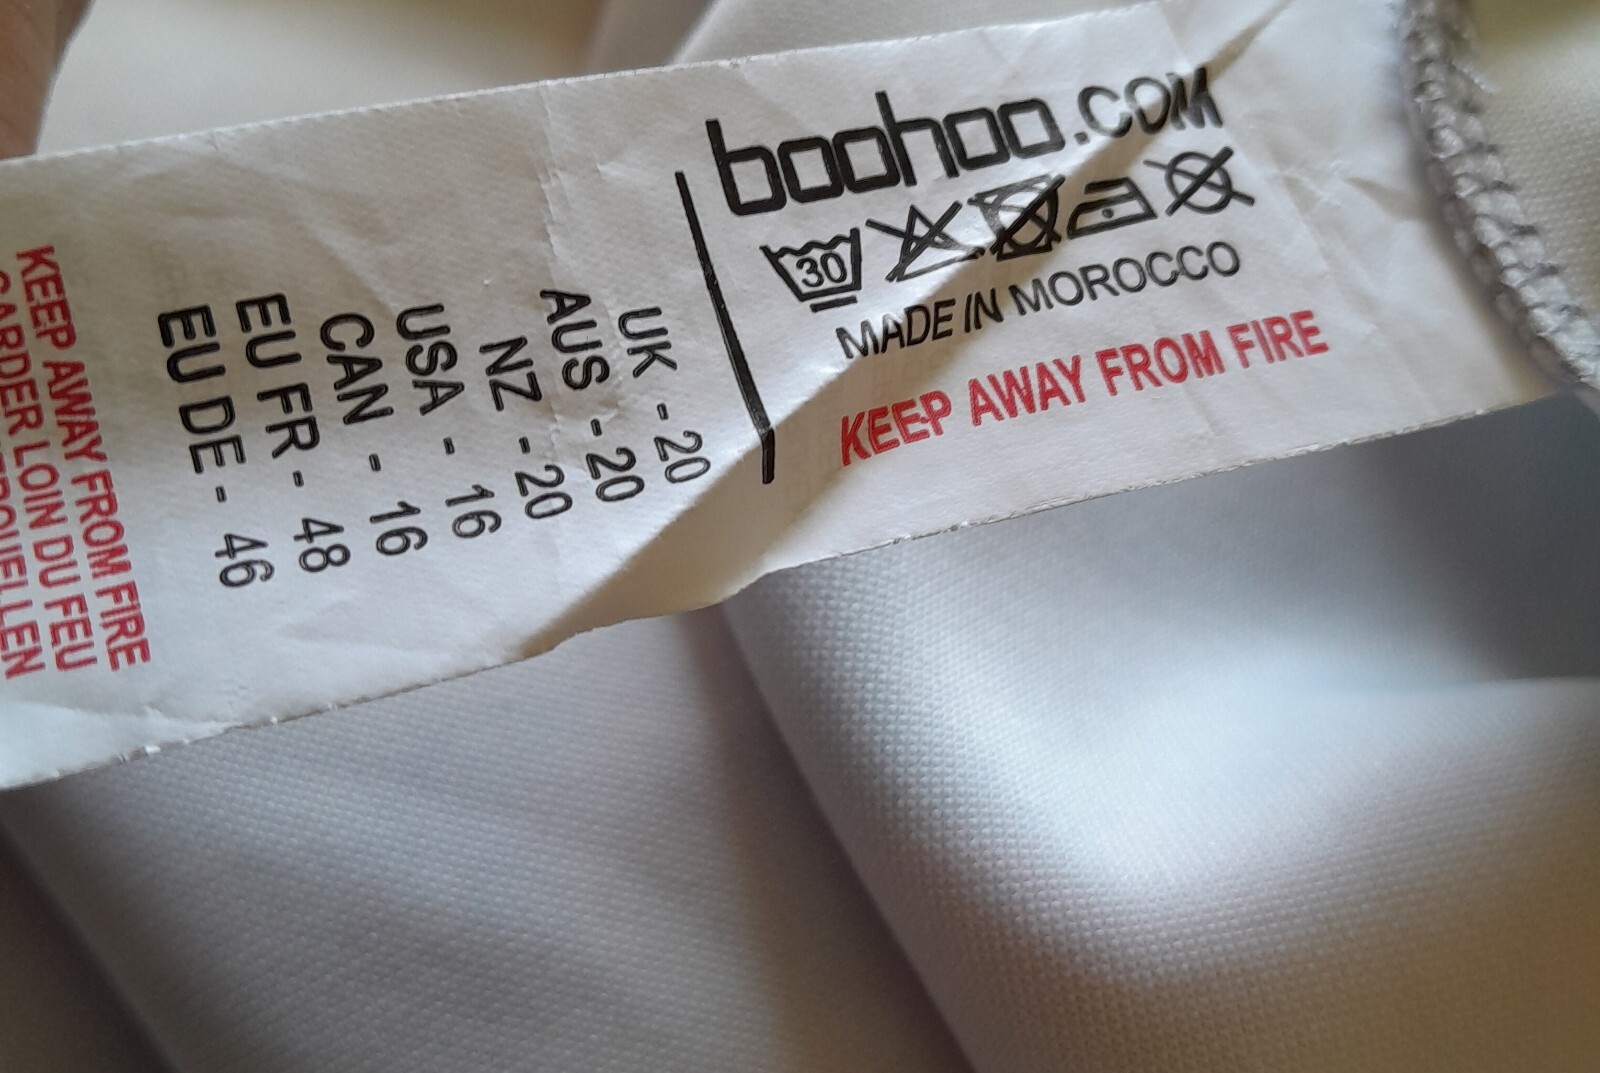 boohoo.COM
30
MADE IN MOROCCO
KEEP AWAY FROM FIRE
UK - 20
AUS - 20
NZ - 20
USA - 16
CAN - 16
EU FR - 48
EU DE - 46
KEEP AWAY FROM FIRE
GARDER LOIN DU FEU